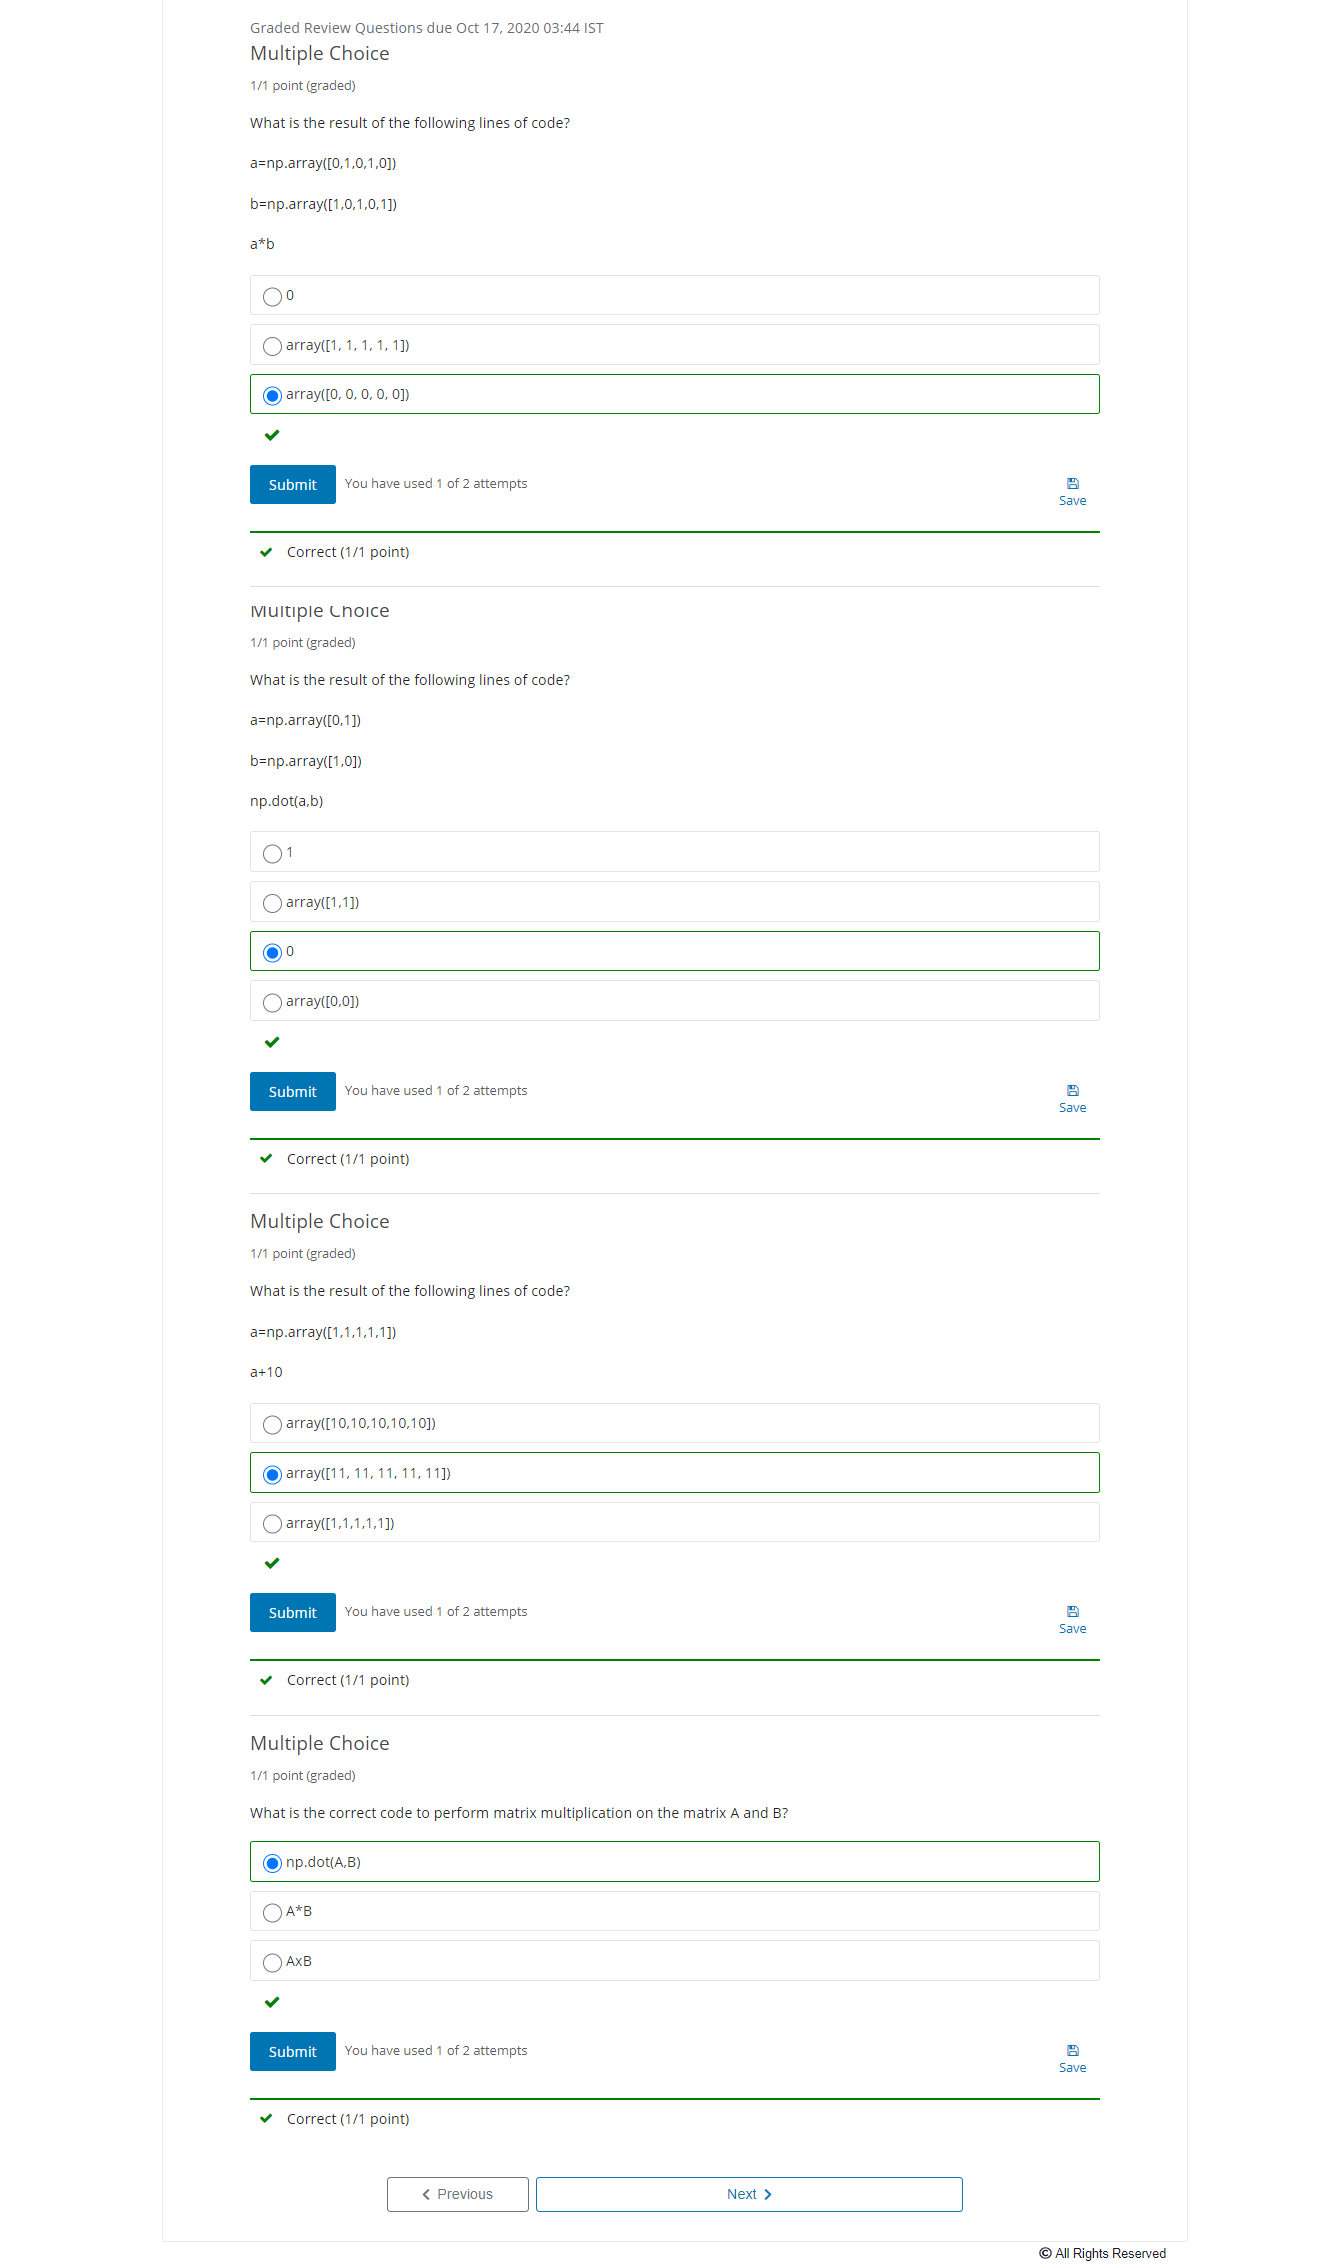 Graded Review Questions due Oct 17, 2020 03:44 IST
Multiple Choice
1/1 point (graded)
What is the result of the following lines of code?
a=np.array([0,1,0,1,0])
b=np.array([1,0,1,0,1])
a*b
0
array([1, 1, 1, 1, 1])
array([0, 0, 0, 0, 0])
Submit You have used 1 of 2 attempts
Save
Correct (1/1 point)
Multiple Choice
1/1 point (graded)
What is the result of the following lines of code?
a=np.array([0,1])
b=np.array([1,0])
np.dot(a,b)
1
array([1,1])
0
array([0,0])
Submit You have used 1 of 2 attempts
Save
Correct (1/1 point)
Multiple Choice
1/1 point (graded)
What is the result of the following lines of code?
a=np.array([1,1,1,1,1])
a+10
array([10,10,10,10,10])
array([11, 11, 11, 11, 11])
array([1,1,1,1,1])
Submit You have used 1 of 2 attempts
Save
Correct (1/1 point)
Multiple Choice
1/1 point (graded)
What is the correct code to perform matrix multiplication on the matrix A and B?
np.dot(A,B)
A*B
AxB
Submit You have used 1 of 2 attempts
Save
Correct (1/1 point)
Previous Next
© All Rights Reserved